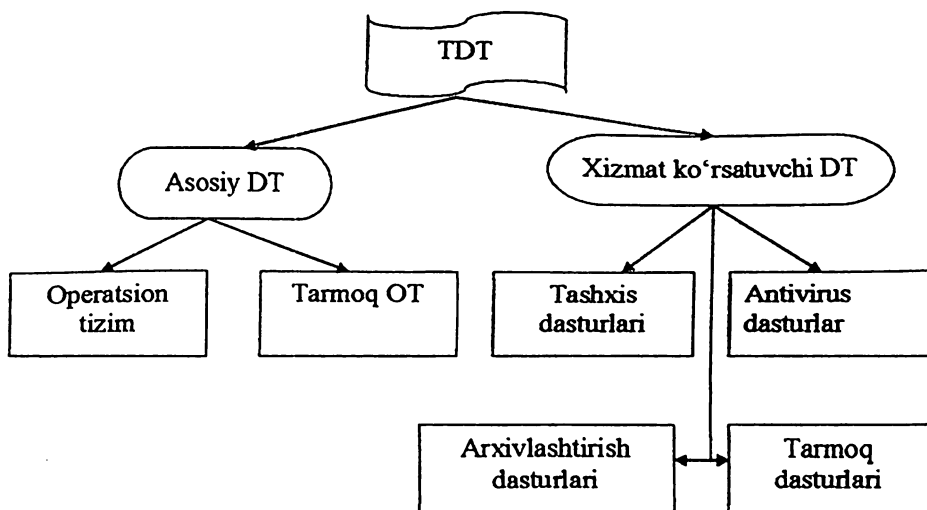 TDT
Asosiy DT
Xizmat ko‘rsatuvchi DT
Operatsion
tizim
Tarmoq OT
Tashxis
dasturlari
Antivirus
dasturlar
Arxivlashtirish
dasturlari
Tarmoq
dasturlari